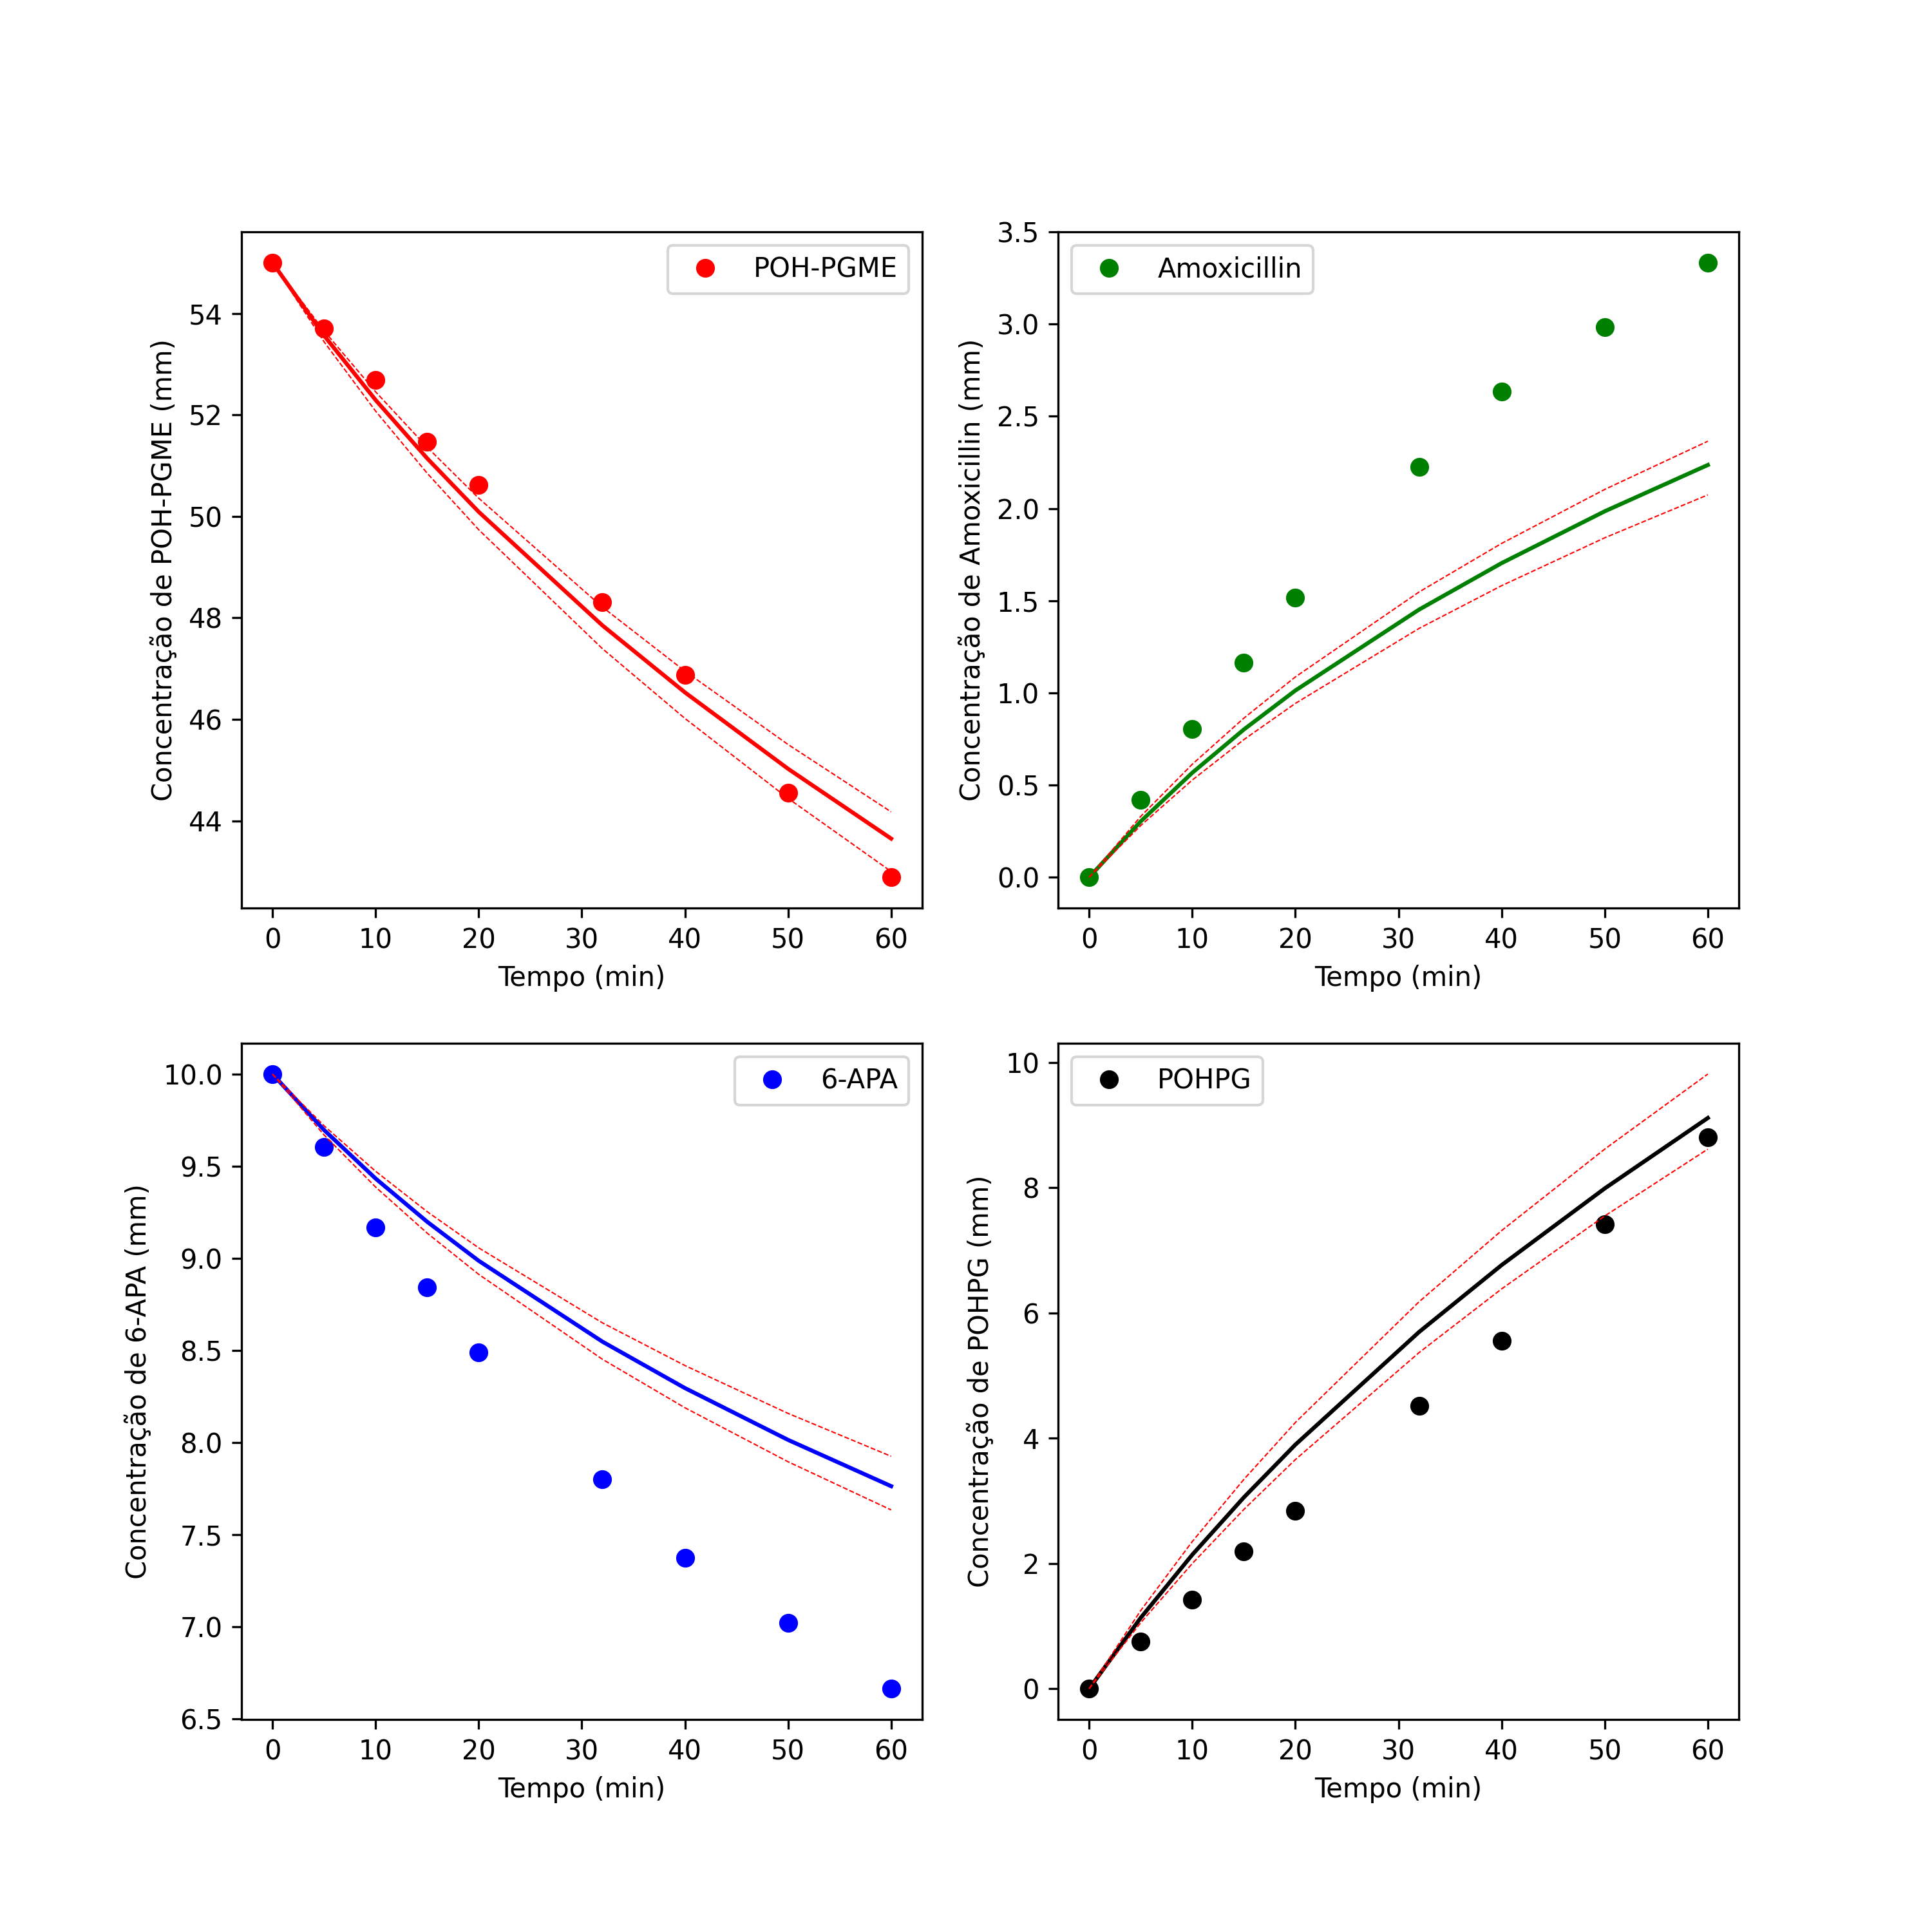 POH-PGME
54
52
50
48
46
44
Concentração de POH-PGME (mm)
0 10 20 30 40 50 60
Tempo (min)
Amoxicillin
3.5
3.0
2.5
2.0
1.5
1.0
0.5
0.0
Concentração de Amoxicillin (mm)
0 10 20 30 40 50 60
Tempo (min)
6-APA
10.0
9.5
9.0
8.5
8.0
7.5
7.0
6.5
Concentração de 6-APA (mm)
0 10 20 30 40 50 60
Tempo (min)
POHPG
10
8
6
4
2
0
Concentração de POHPG (mm)
0 10 20 30 40 50 60
Tempo (min)